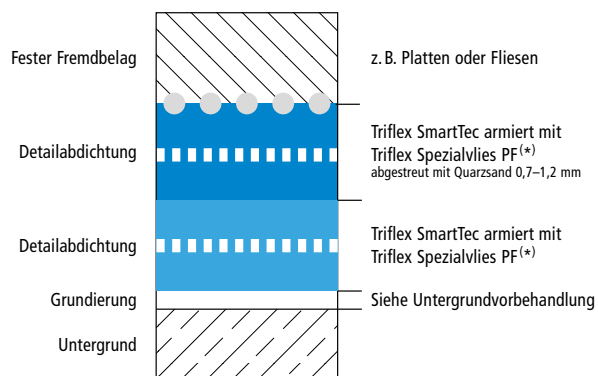 Fester Fremdbelag
z. B. Platten oder Fliesen
Detailabdichtung
Triflex SmartTec armiert mit
Triflex Spezialvlies PF(*)
abgestreut mit Quarzsand 0,7–1,2 mm
Detailabdichtung
Triflex SmartTec armiert mit
Triflex Spezialvlies PF(*)
Grundierung
Siehe Untergrundvorbehandlung
Untergrund